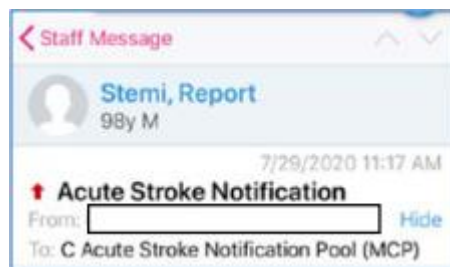 Staff Message
Stemi, Report
98y M
7/29/2020 11:17 AM
Acute Stroke Notification
From: Hide
To: C Acute Stroke Notification Pool (MCP)